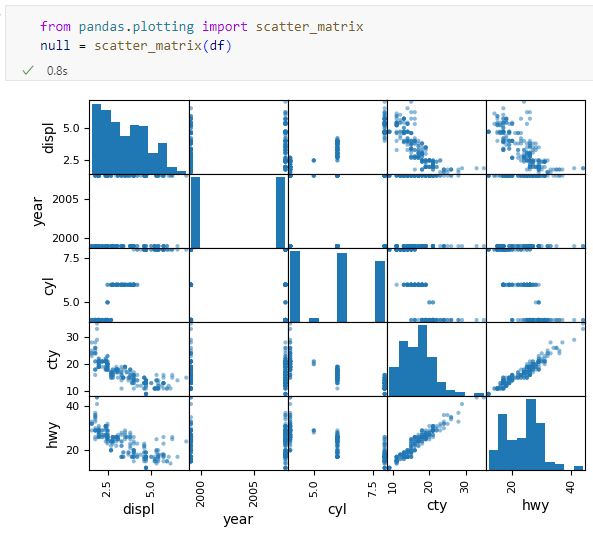 from pandas.plotting import scatter_matrix
null = scatter_matrix(df)
✓ 0.8s
displ
5.0
2.5
year
2005
2000
cyl
7.5
5.0
cty
30
20
10
hwy
40
20
2.5 5.0 2000 2005 5.0 7.5 10 20 30 20 40
displ year cyl cty hwy